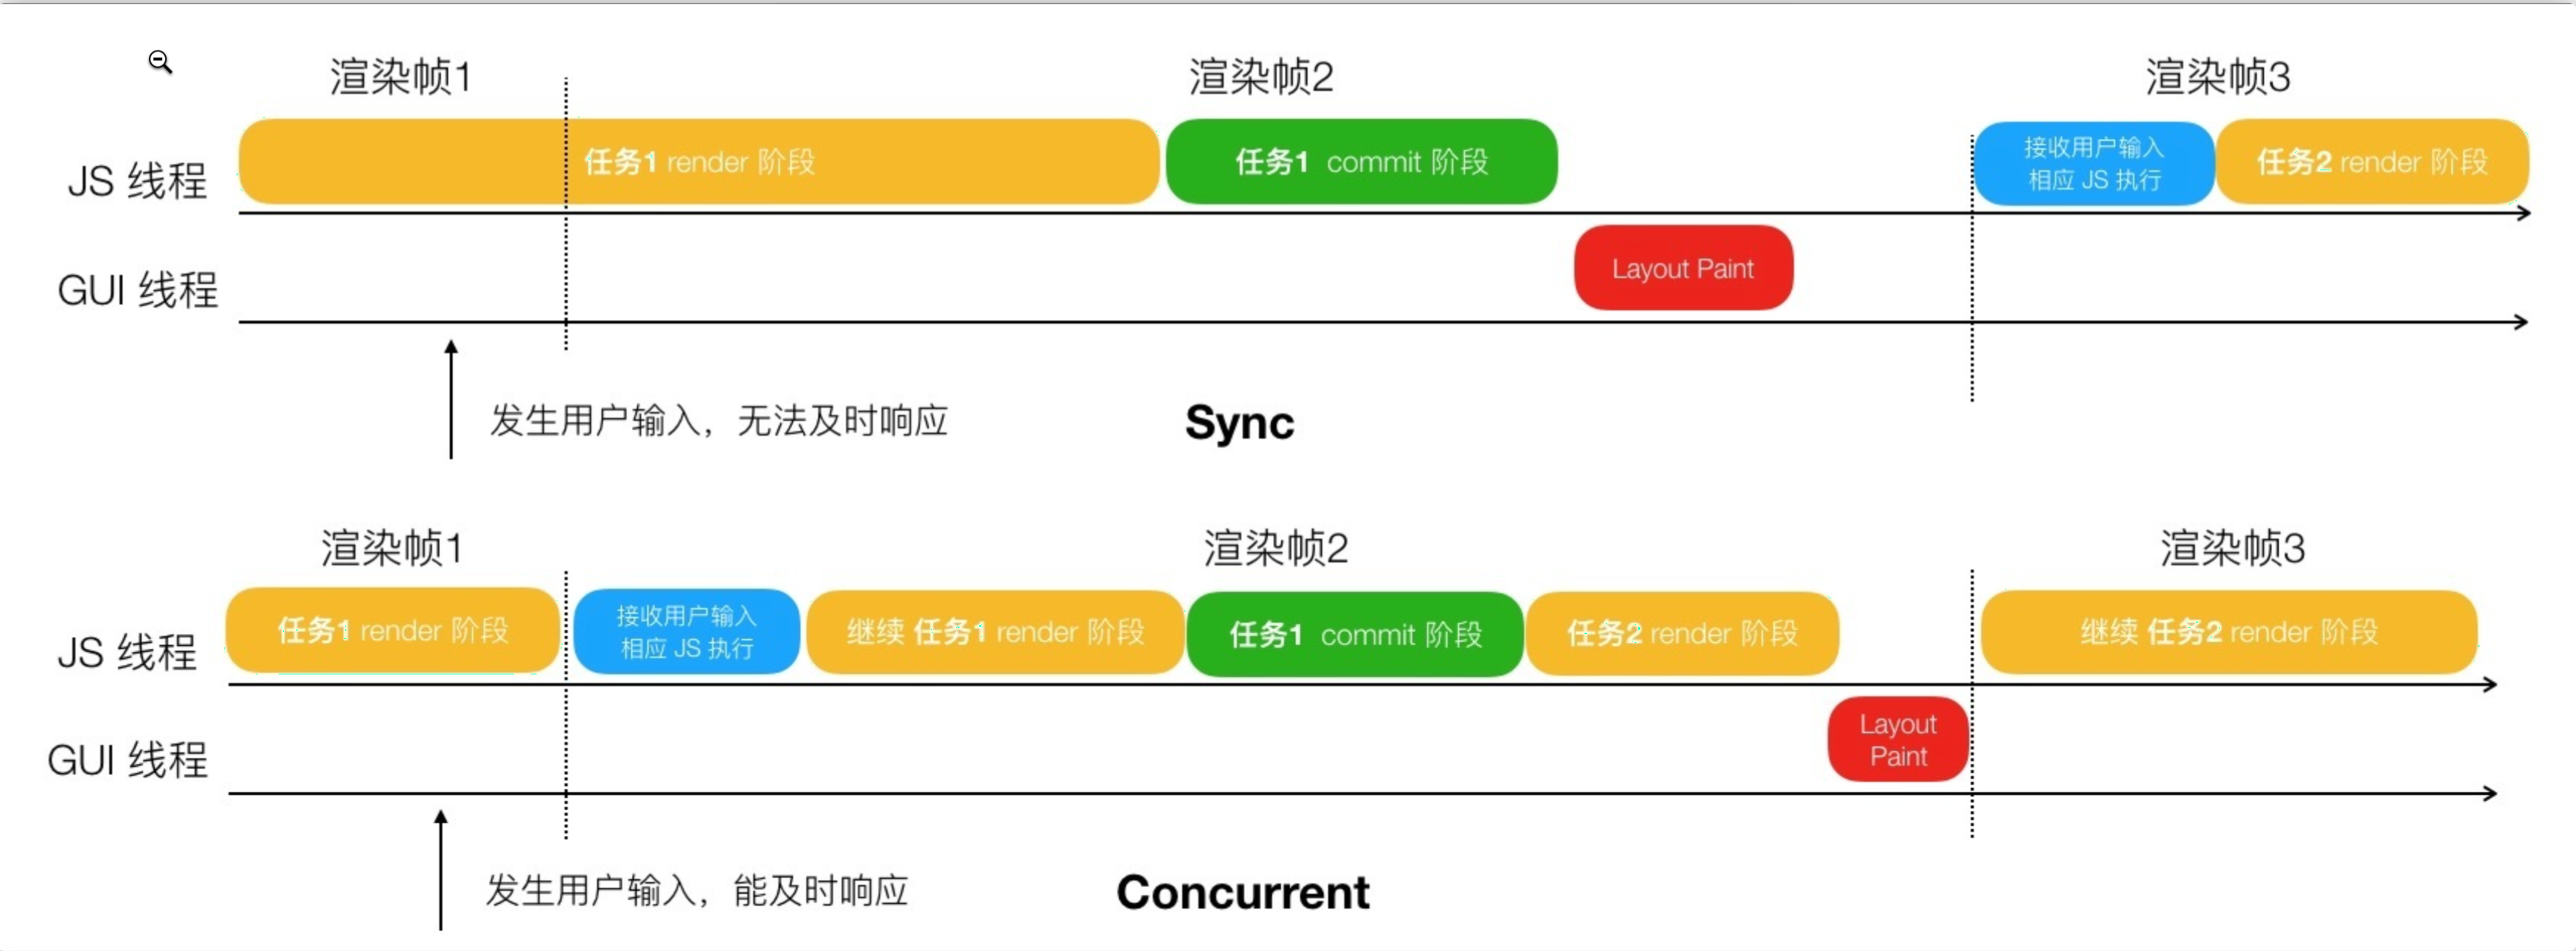 渲染帧1
渲染帧2
渲染帧3
JS 线程
任务1 render 阶段
任务1 commit 阶段
接收用户输入
相应 JS 执行
任务2 render 阶段
GUI 线程
Layout Paint
发生用户输入，无法及时响应
Sync
渲染帧1
渲染帧2
渲染帧3
JS 线程
任务1 render 阶段
接收用户输入
相应 JS 执行
继续 任务1 render 阶段
任务1 commit 阶段
任务2 render 阶段
继续 任务2 render 阶段
GUI 线程
Layout
Paint
发生用户输入，能及时响应
Concurrent